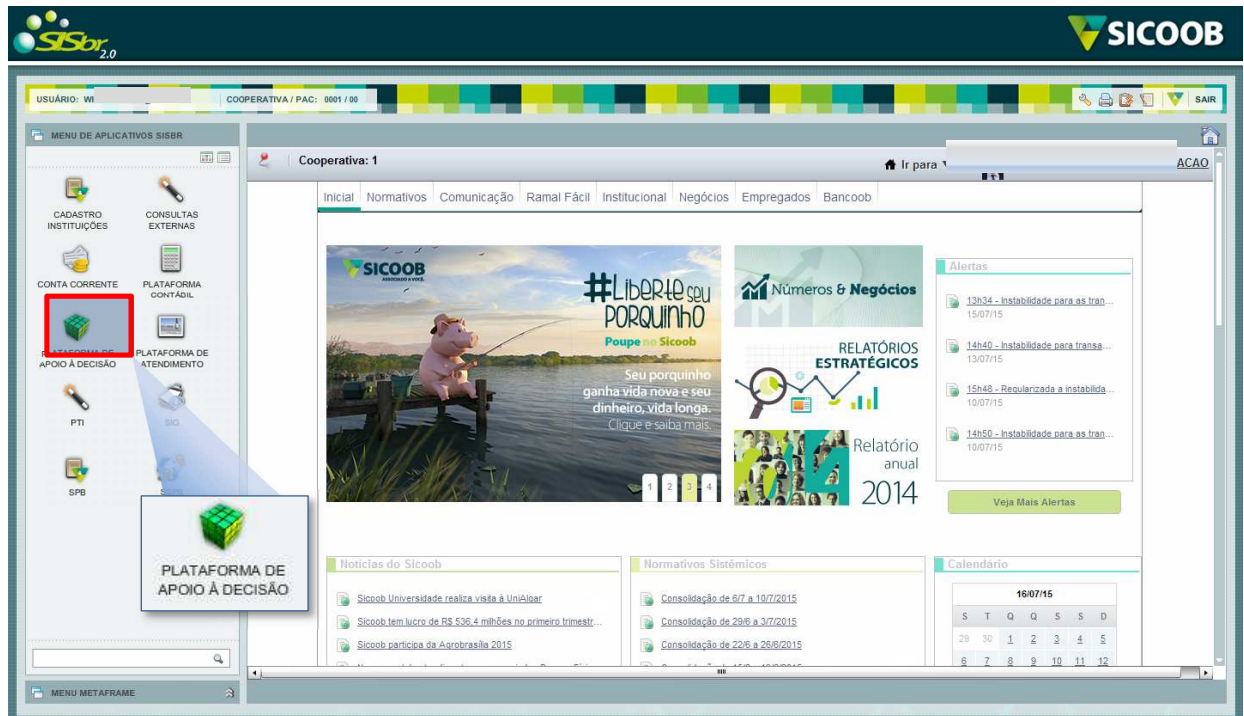 SISbr 2.0
SICOOB
USUÁRIO: WI
COOPERATIVA / PAC: 0001 / 00
SAIR
MENU DE APLICATIVOS SISBR
Cooperativa: 1
Ir para
ACAO
Inicial Normativos Comunicação Ramal Fácil Institucional Negócios Empregados Bancoob
CADASTRO
INSTITUIÇÕES
CONSULTAS
EXTERNAS
CONTA CORRENTE
PLATAFORMA
CONTÁBIL
PLATAFORMA DE
APOIO À DECISÃO
PLATAFORMA DE
ATENDIMENTO
PTI
SIG
SPB
PLATAFORMA DE
APOIO À DECISÃO
SICOOB
ASSOCIADO A VOCÊ.
#LIBERTE SEU
PORQUINHO
Poupe no Sicoob
Seu porquinho
ganha vida nova e seu
dinheiro, vida longa.
Clique e saiba mais.
1 2 3 4
Números & Negócios
RELATÓRIOS
ESTRATÉGICOS
Relatório
anual
2014
Alertas
13h34 - Instabilidade para as tran...
15/07/15
14h40 - Instabilidade para transa...
13/07/15
15h48 - Regularizada a instabilida...
10/07/15
14h50 - Instabilidade para as tran...
10/07/15
Veja Mais Alertas
Notícias do Sicoob
Sicoob Universidade realiza visita à UniAlgar
Sicoob tem lucro de R$ 536,4 milhões no primeiro trimestr...
Sicoob participa da Agrobrasília 2015
Normativos Sistêmicos
Consolidação de 6/7 a 10/7/2015
Consolidação de 29/6 a 3/7/2015
Consolidação de 22/6 a 26/6/2015
Calendário
16/07/15
S T Q Q S S D
29 30 1 2 3 4 5
6 7 8 9 10 11 12
MENU METAFRAME